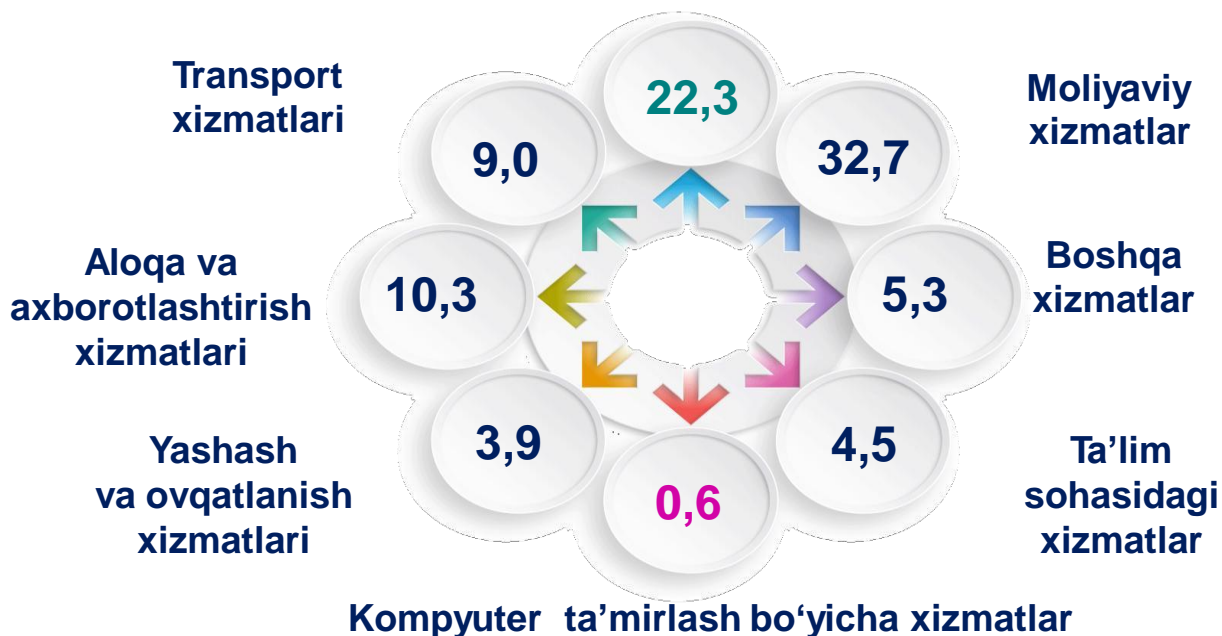 22,3
Transport
xizmatlari
9,0
32,7
Moliyaviy
xizmatlar
Aloqa va
axborotlashtirish
xizmatlari
10,3
5,3
Boshqa
xizmatlar
Yashash
va ovqatlanish
xizmatlari
3,9
0,6
4,5
Ta’lim
sohasidagi
xizmatlar
Kompyuter ta’mirlash bo‘yicha xizmatlar